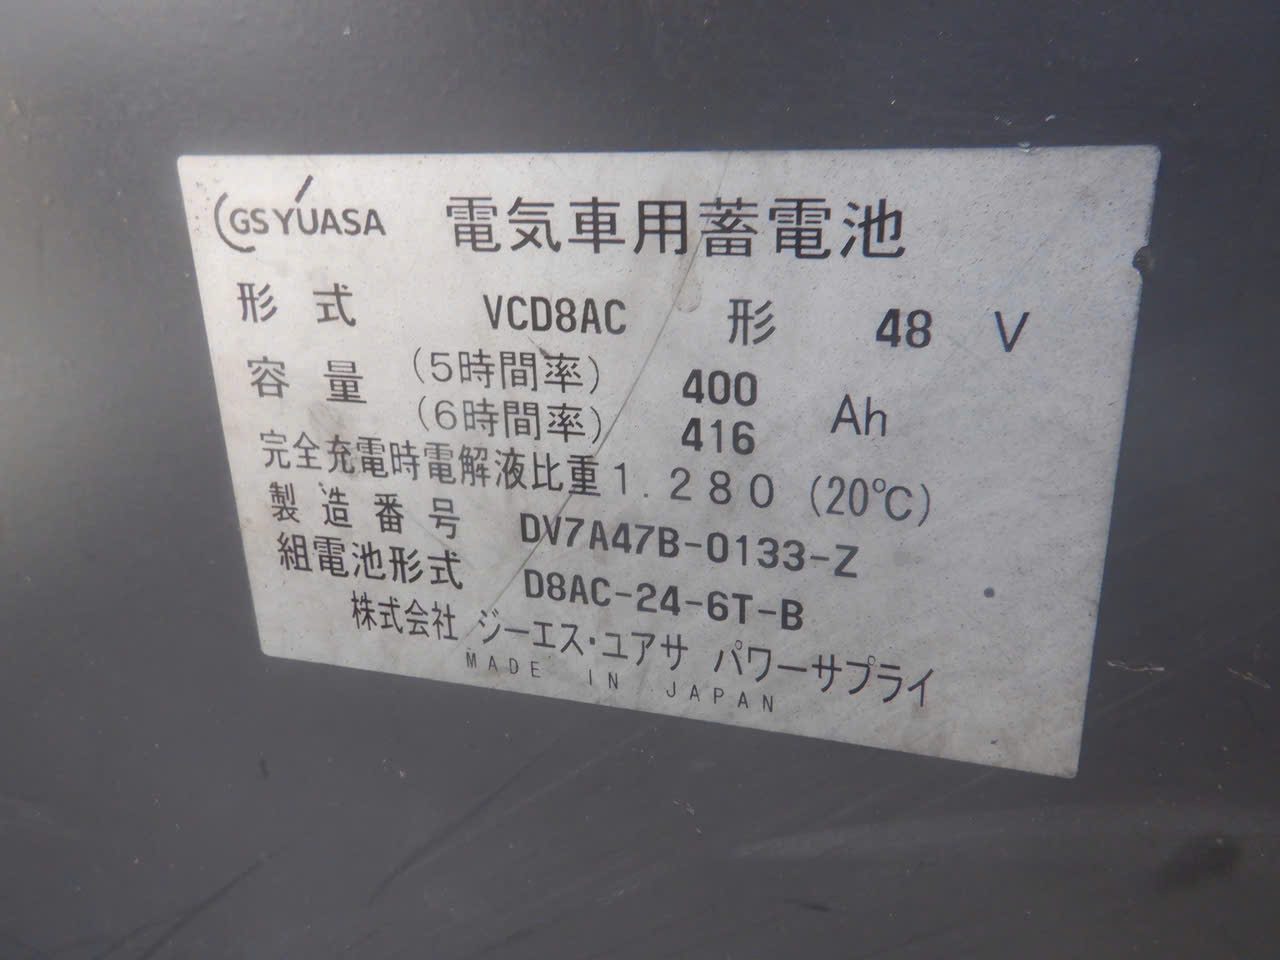 GS YUASA 電気車用蓄電池
形式 VCD8AC 形 48 V
容量 (5時間率) 400 Ah
(6時間率) 416
完全充電時電解液比重1.280 (20℃)
製造番号 DV7A47B-0133-Z
組電池形式 D8AC-24-6T-B
株式会社 ジーエス・ユアサ パワーサプライ
MADE IN JAPAN